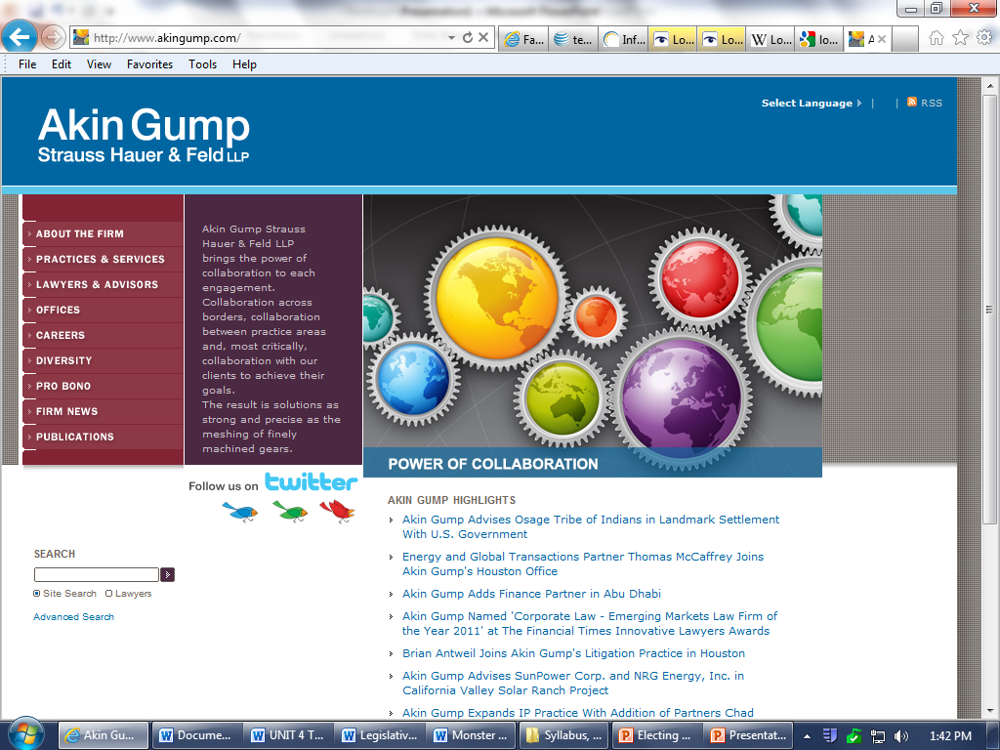 http://www.akingump.com/
Fa...
te...
Inf...
Lo...
Lo...
Lo...
lo...
A
File Edit View Favorites Tools Help
Select Language | | RSS
Akin Gump
Strauss Hauer & Feld LLP
ABOUT THE FIRM
PRACTICES & SERVICES
LAWYERS & ADVISORS
OFFICES
CAREERS
DIVERSITY
PRO BONO
FIRM NEWS
PUBLICATIONS
Akin Gump Strauss
Hauer & Feld LLP
brings the power of
collaboration to each
engagement.
Collaboration across
borders, collaboration
between practice areas
and, most critically,
collaboration with our
clients to achieve their
goals.
The result is solutions as
strong and precise as the
meshing of finely
machined gears.
POWER OF COLLABORATION
Follow us on twitter
SEARCH
Site Search Lawyers
Advanced Search
AKIN GUMP HIGHLIGHTS
Akin Gump Advises Osage Tribe of Indians in Landmark Settlement
With U.S. Government
Energy and Global Transactions Partner Thomas McCaffrey Joins
Akin Gump's Houston Office
Akin Gump Adds Finance Partner in Abu Dhabi
Akin Gump Named 'Corporate Law - Emerging Markets Law Firm of
the Year 2011' at The Financial Times Innovative Lawyers Awards
Brian Antweil Joins Akin Gump's Litigation Practice in Houston
Akin Gump Advises SunPower Corp. and NRG Energy, Inc. in
California Valley Solar Ranch Project
Akin Gump Expands IP Practice With Addition of Partners Chad
Akin Gu...
Docume...
UNIT 4 T...
Legislativ...
Monster ...
Syllabus, ...
Electing ...
Presentat...
1:42 PM